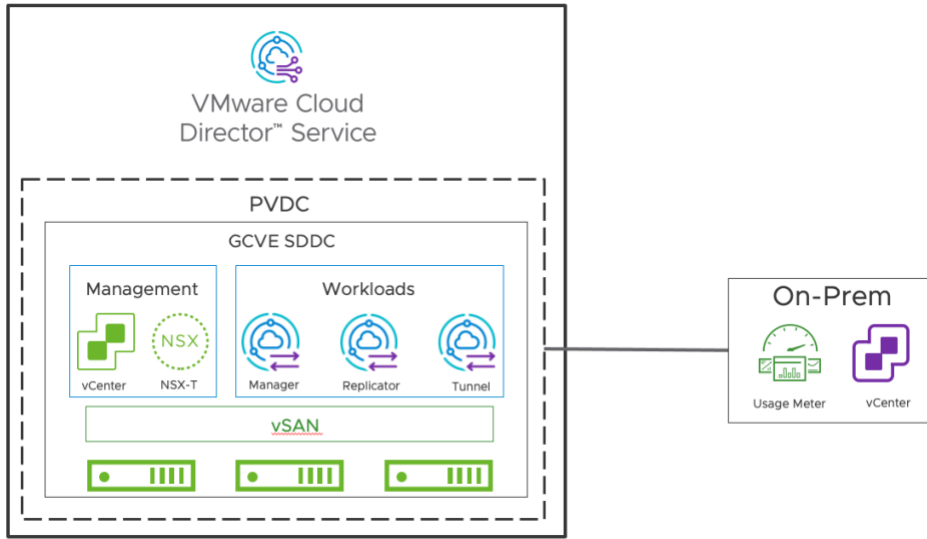 VMware Cloud
Director™ Service
PVDC
GCVE SDDC
Management
Workloads
NSX
vCenter
NSX-T
Manager
Replicator
Tunnel
vSAN
On-Prem
Usage Meter
vCenter